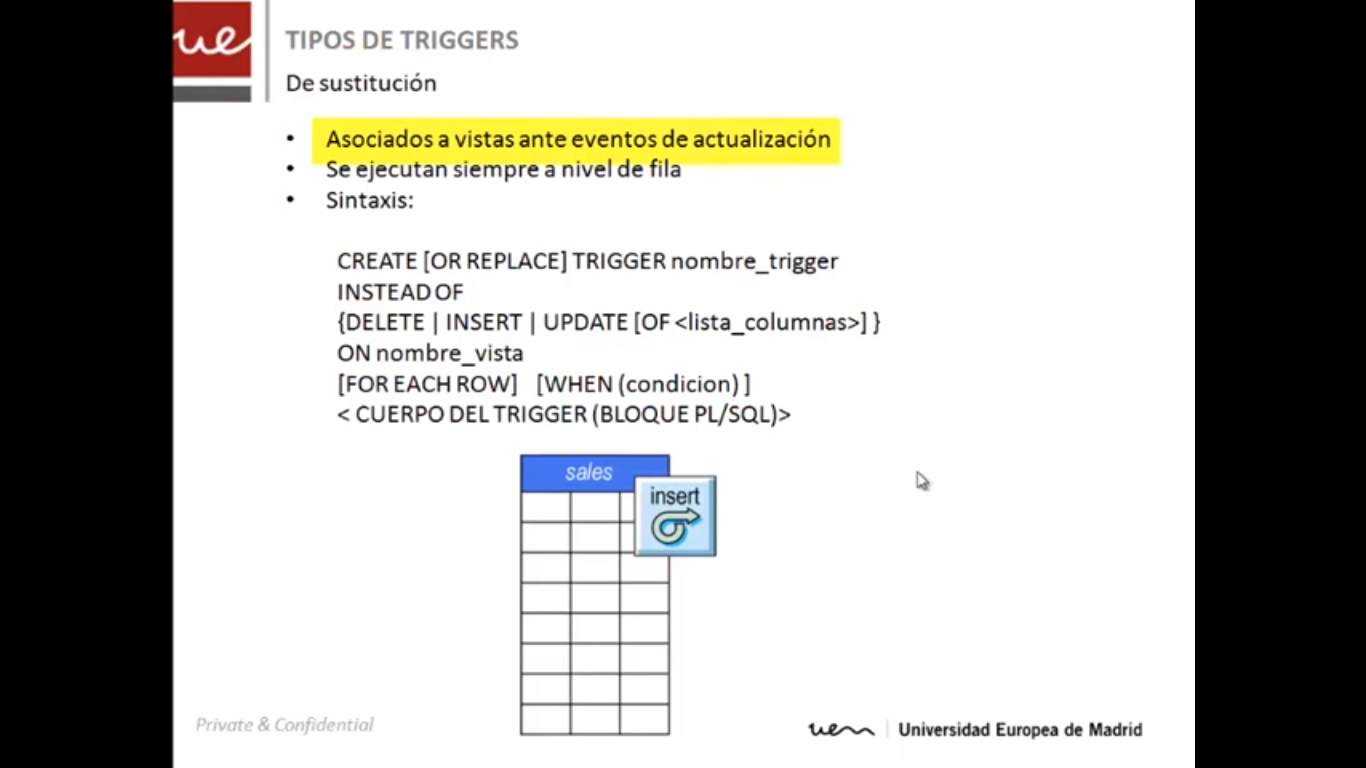 ue
TIPOS DE TRIGGERS
De sustitución
• Asociados a vistas ante eventos de actualización
• Se ejecutan siempre a nivel de fila
• Sintaxis:
CREATE [OR REPLACE] TRIGGER nombre_trigger
INSTEAD OF
{DELETE | INSERT | UPDATE [OF <lista_columnas>] }
ON nombre_vista
[FOR EACH ROW] [WHEN (condicion) ]
< CUERPO DEL TRIGGER (BLOQUE PL/SQL)>
sales
insert
Private & Confidential
uem Universidad Europea de Madrid